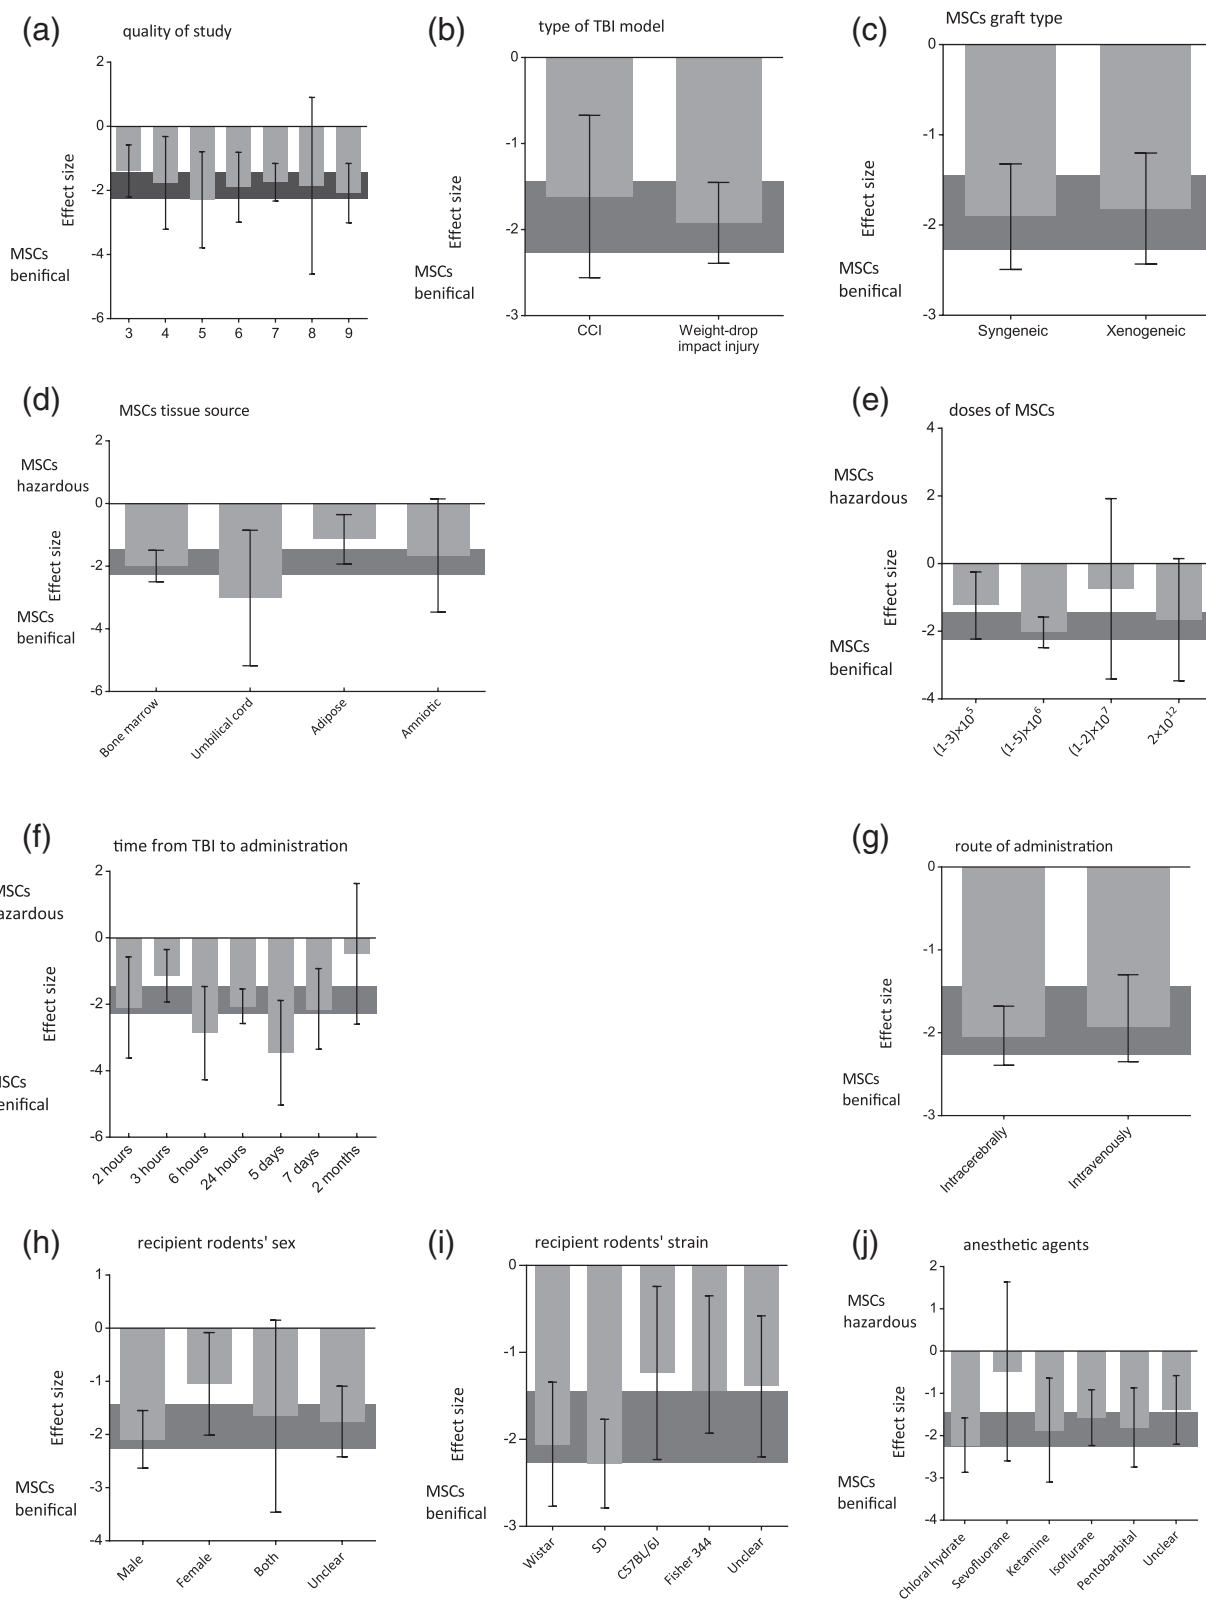 (a)
quality of study
2
0
-2
-4
-6
Effect size
MSCs
benifical
3 4 5 6 7 8 9
(b)
type of TBI model
0
-1
-2
-3
Effect size
MSCs
benifical
CCI
Weight-drop
impact injury
(c)
MSCs graft type
0
-1
-2
-3
Effect size
MSCs
benifical
Syngeneic
Xenogeneic
(d)
MSCs tissue source
2
0
-2
-4
-6
MSCs
hazardous
Effect size
MSCs
benifical
Bone marrow
Umbilical cord
Adipose
Amniotic
(e)
doses of MSCs
4
2
0
-2
-4
MSCs
hazardous
Effect size
MSCs
benifical
(1-3)×10⁵
(1-5)×10⁶
(1-2)×10⁷
2×10¹²
(f)
time from TBI to administration
2
0
-2
-4
-6
MSCs
azardous
Effect size
SCs
enifical
2 hours
3 hours
6 hours
24 hours
5 days
7 days
2 months
(g)
route of administration
0
-1
-2
-3
Effect size
MSCs
benifical
Intracerebrally
Intravenously
(h)
recipient rodents' sex
1
0
-1
-2
-3
-4
Effect size
MSCs
benifical
Male
Female
Both
Unclear
(i)
recipient rodents' strain
0
-1
-2
-3
Effect size
MSCs
benifical
Wistar
SD
C57BL/6J
Fisher 344
Unclear
(j)
anesthetic agents
2
1
0
-1
-2
-3
-4
MSCs
hazardous
Effect size
MSCs
benifical
Chloral hydrate
Sevofluorane
Ketamine
Isoflurane
Pentobarbital
Unclear